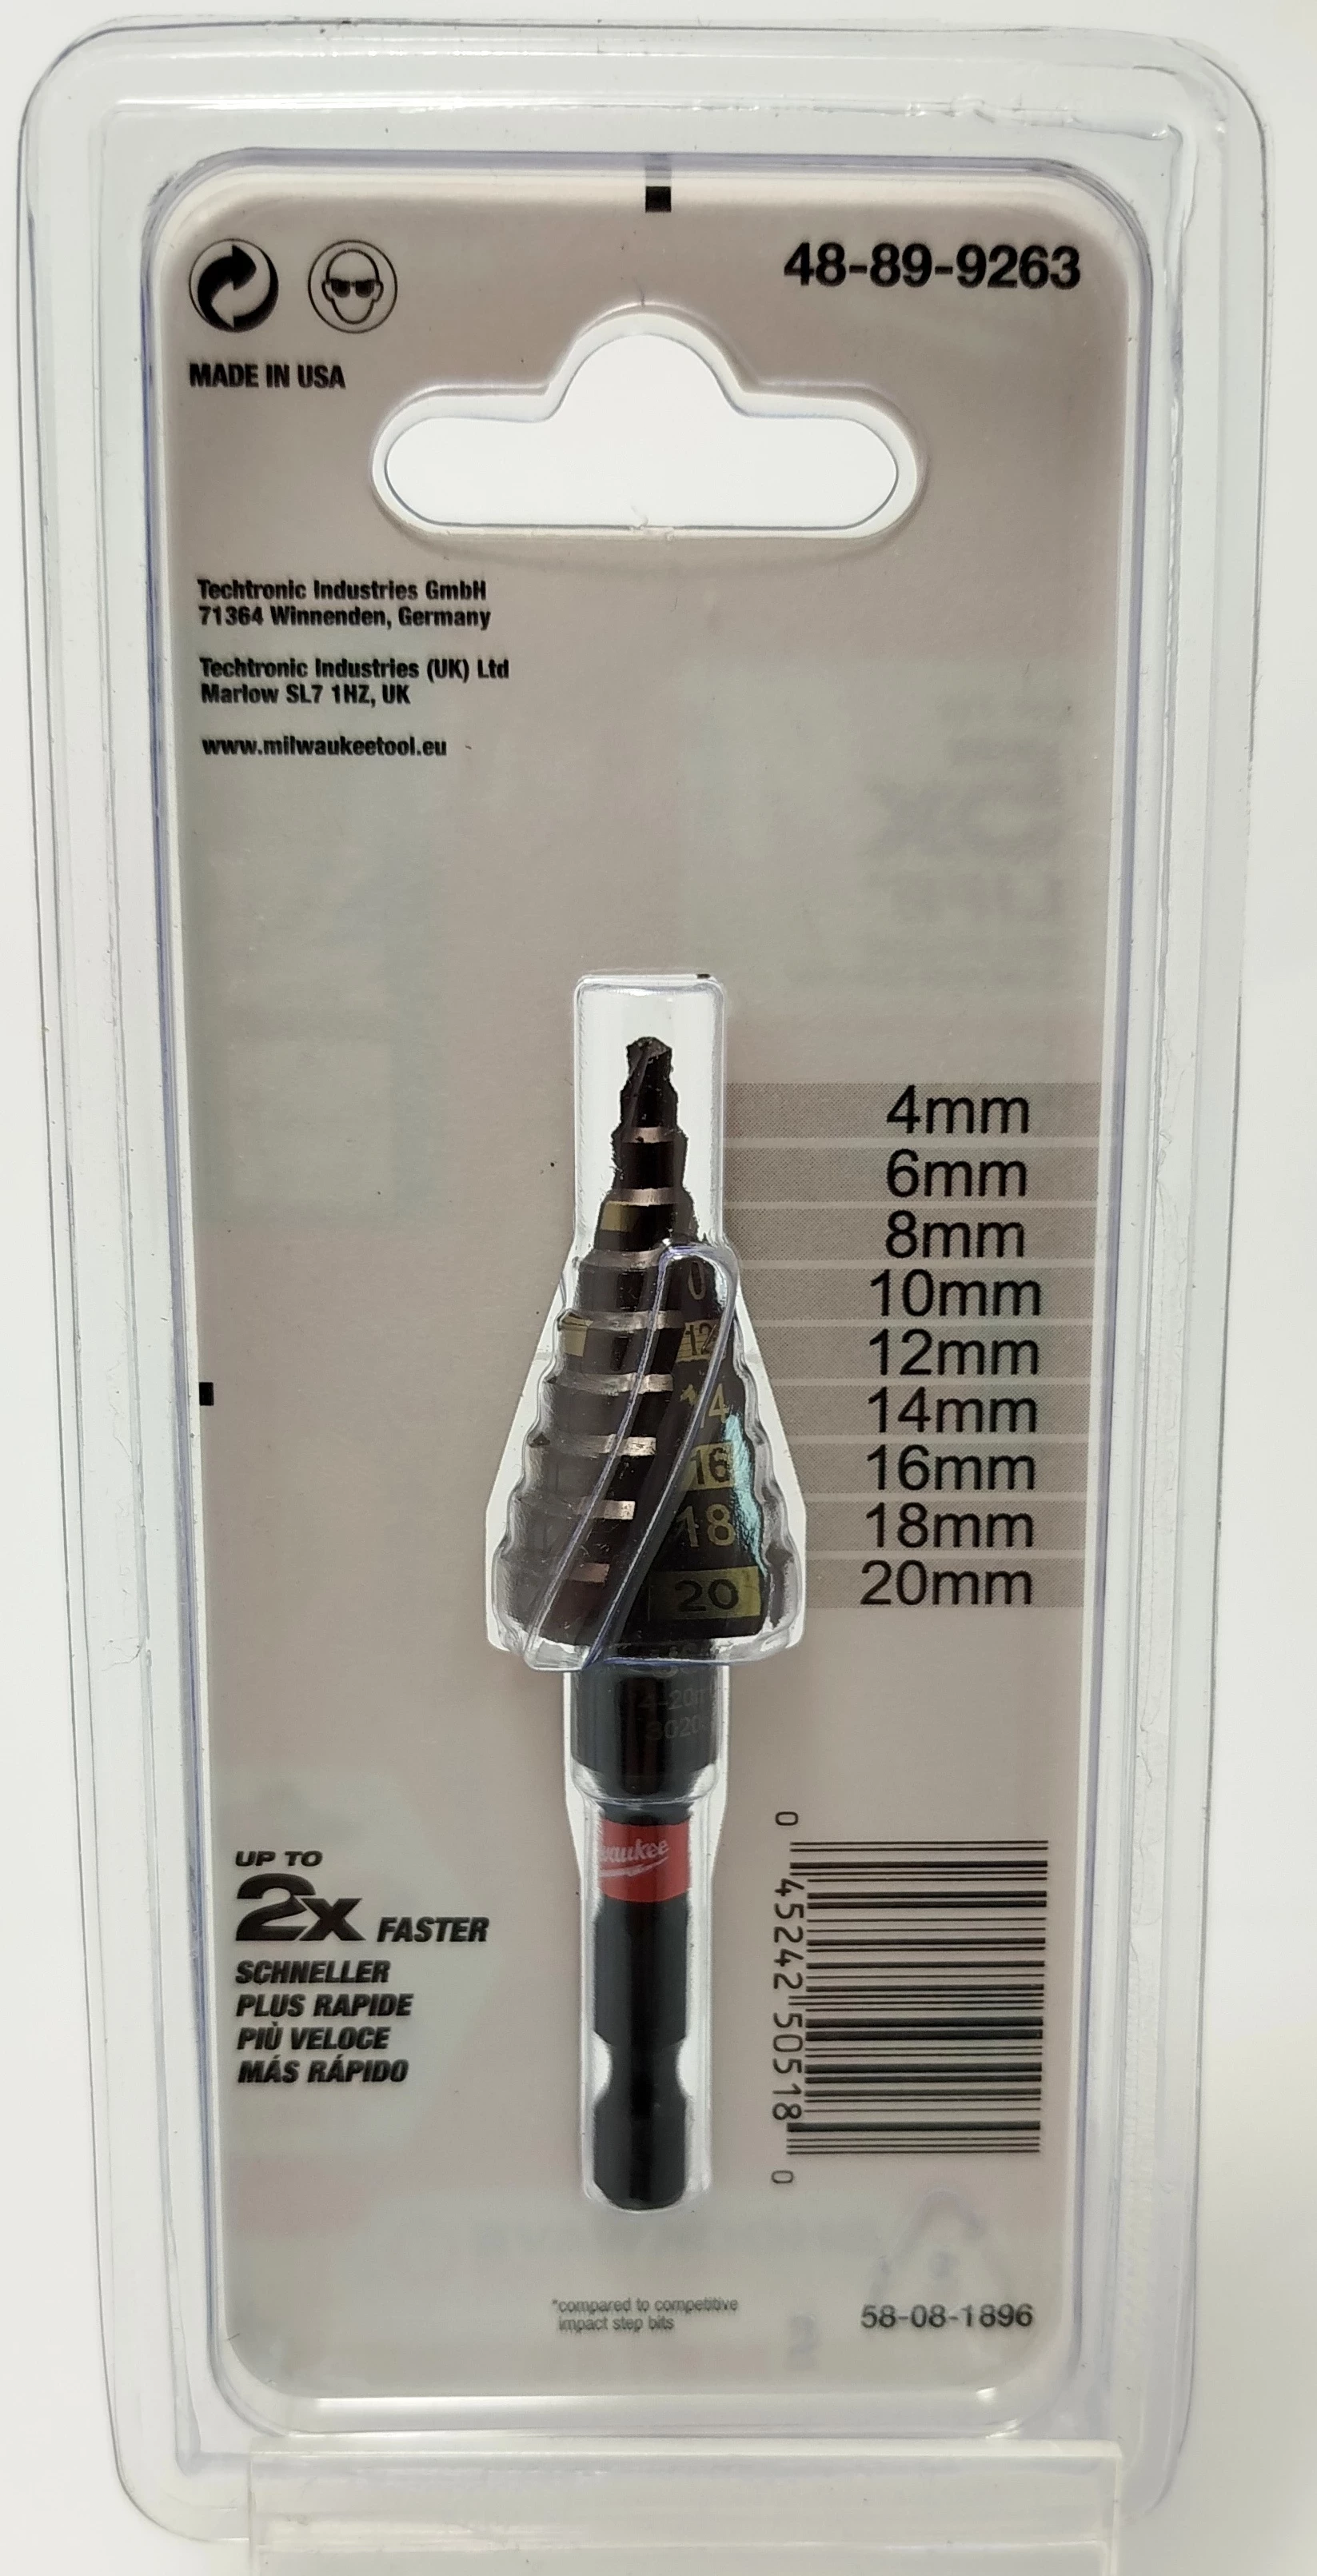 48-89-9263
MADE IN USA
Techtronic Industries GmbH
71364 Winnenden, Germany
Techtronic Industries (UK) Ltd
Marlow SL7 1HZ, UK
www.milwaukeetool.eu
4mm
6mm
8mm
10mm
12mm
14mm
16mm
18mm
20mm
0
12
14
16
18
20
UP TO
2x FASTER
SCHNELLER
PLUS RAPIDE
PIÙ VELOCE
MÁS RÁPIDO
0 45242 50518 0
*compared to competitive
impact step bits
58-08-1896